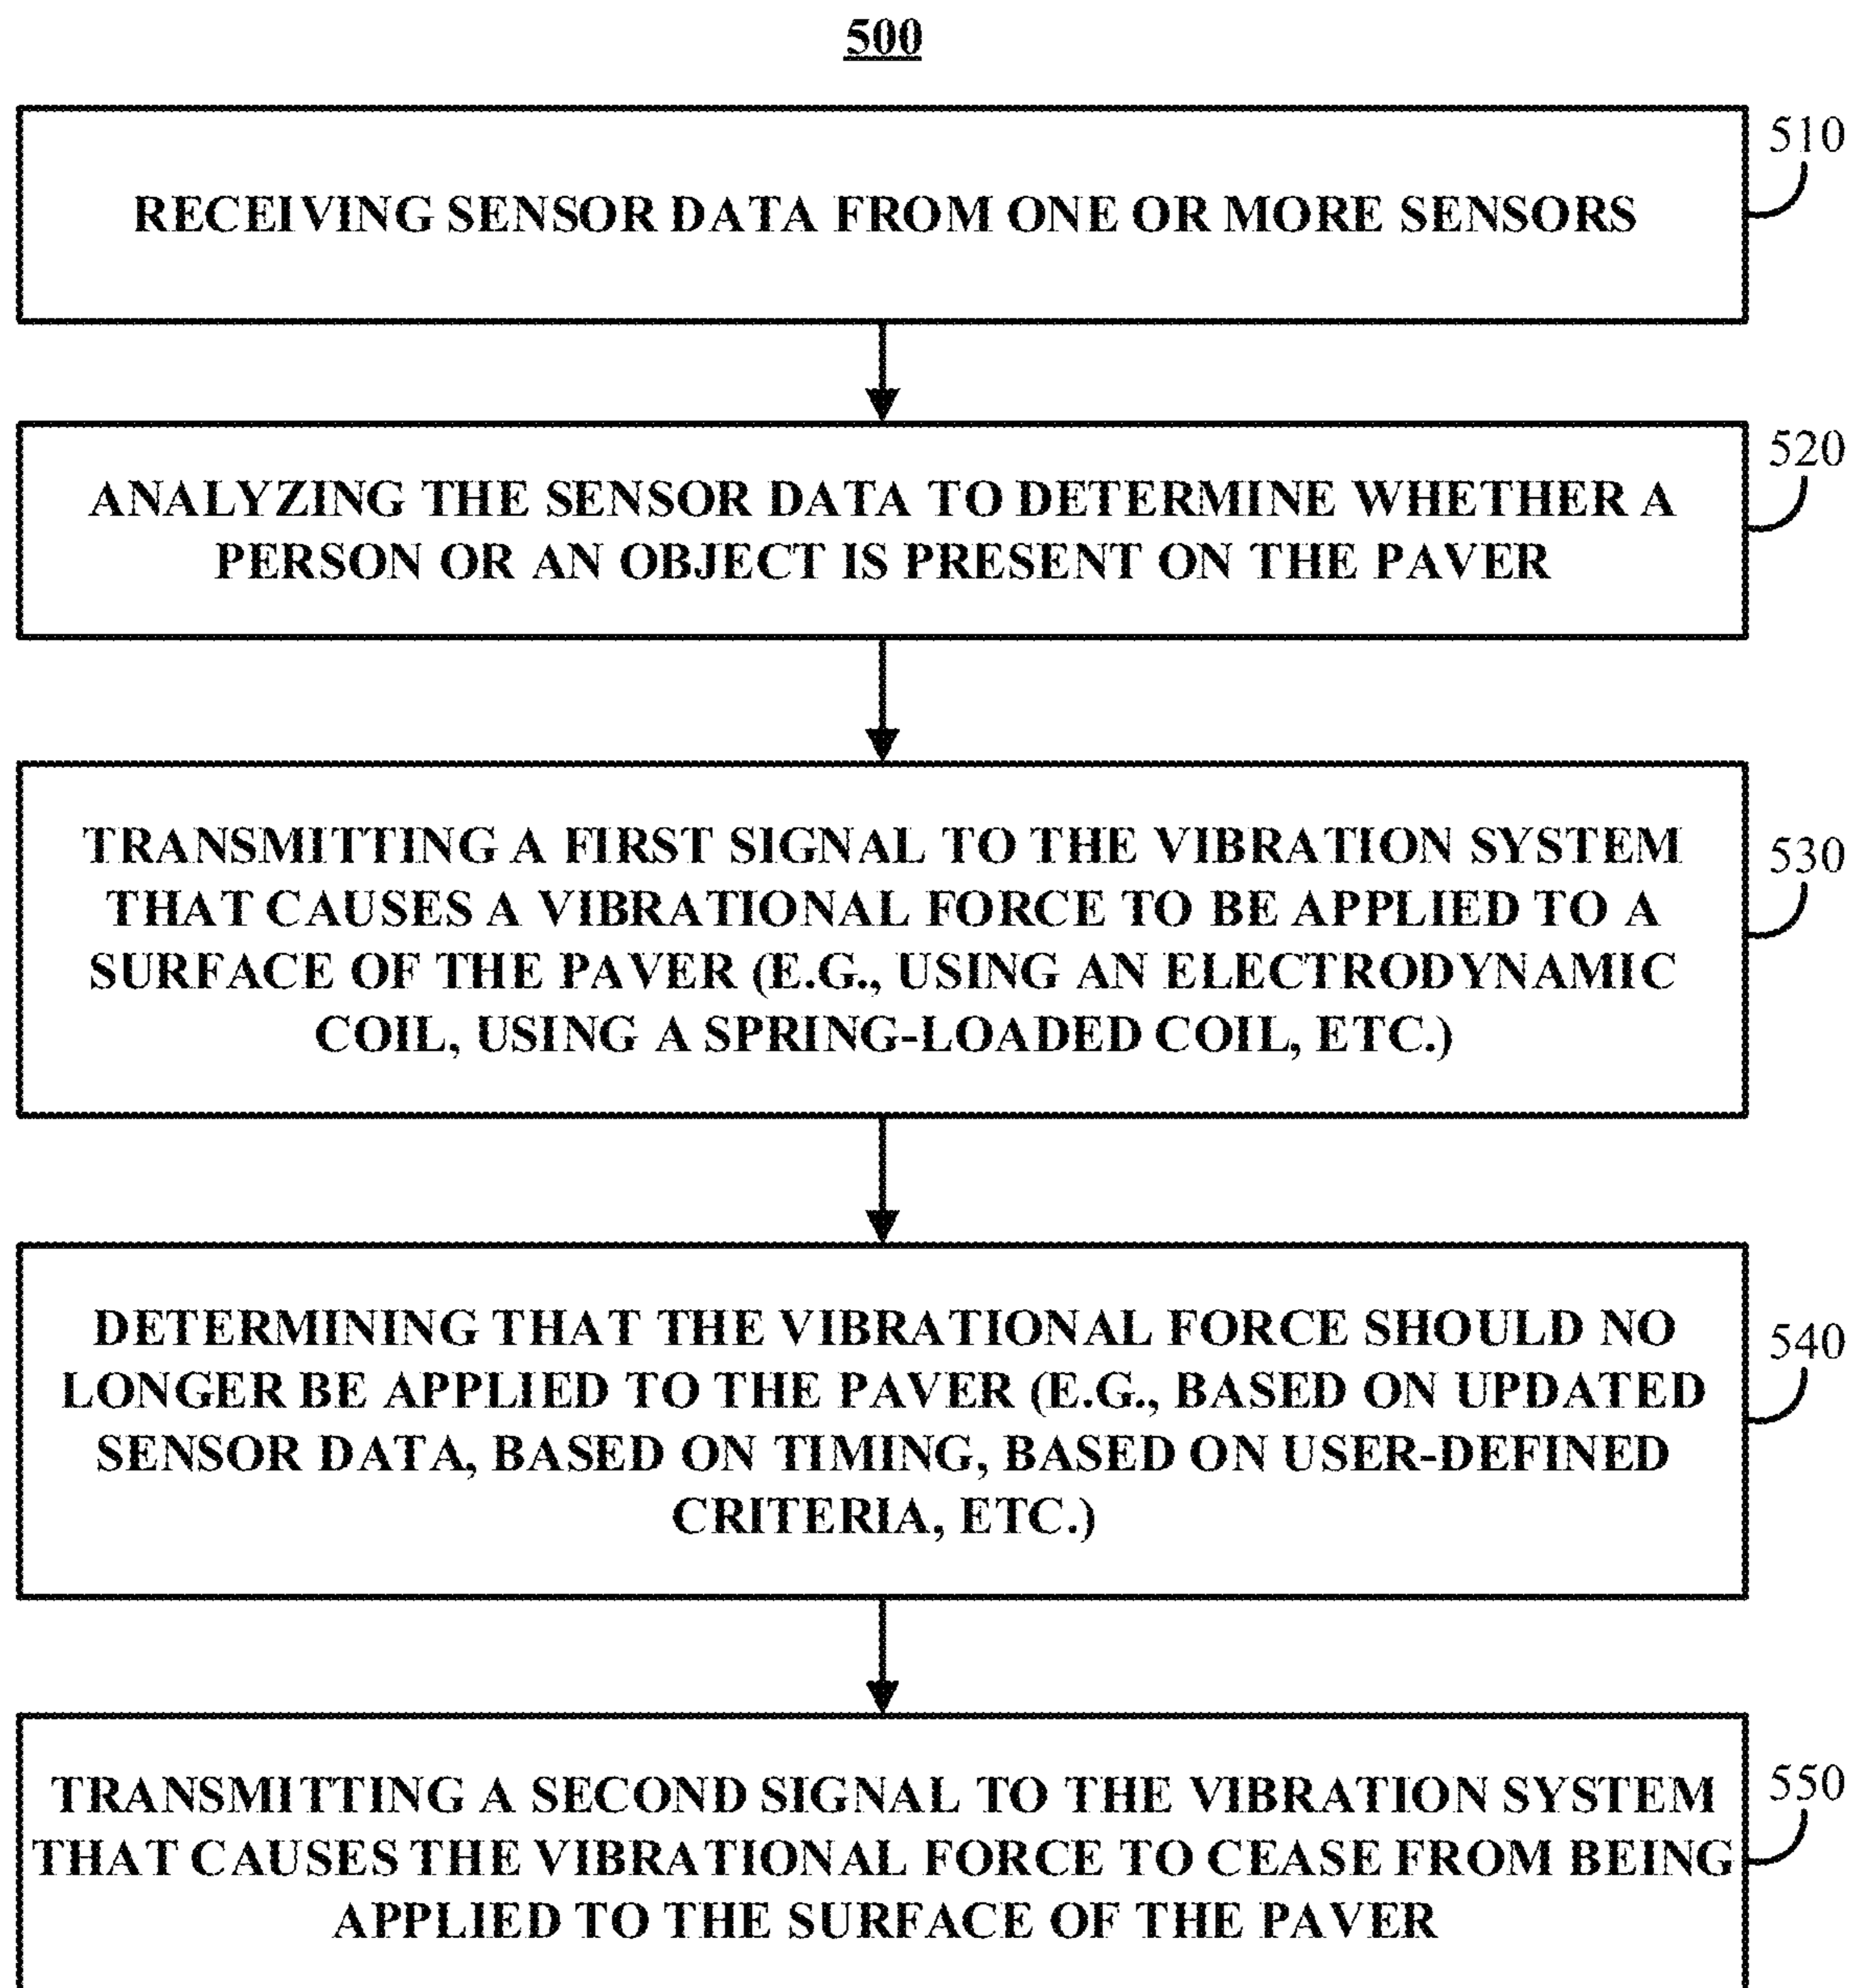 500
510
RECEIVING SENSOR DATA FROM ONE OR MORE SENSORS
520
ANALYZING THE SENSOR DATA TO DETERMINE WHETHER A
PERSON OR AN OBJECT IS PRESENT ON THE PAVER
530
TRANSMITTING A FIRST SIGNAL TO THE VIBRATION SYSTEM
THAT CAUSES A VIBRATIONAL FORCE TO BE APPLIED TO A
SURFACE OF THE PAVER (E.G., USING AN ELECTRODYNAMIC
COIL, USING A SPRING-LOADED COIL, ETC.)
540
DETERMINING THAT THE VIBRATIONAL FORCE SHOULD NO
LONGER BE APPLIED TO THE PAVER (E.G., BASED ON UPDATED
SENSOR DATA, BASED ON TIMING, BASED ON USER-DEFINED
CRITERIA, ETC.)
550
TRANSMITTING A SECOND SIGNAL TO THE VIBRATION SYSTEM
THAT CAUSES THE VIBRATIONAL FORCE TO CEASE FROM BEING
APPLIED TO THE SURFACE OF THE PAVER